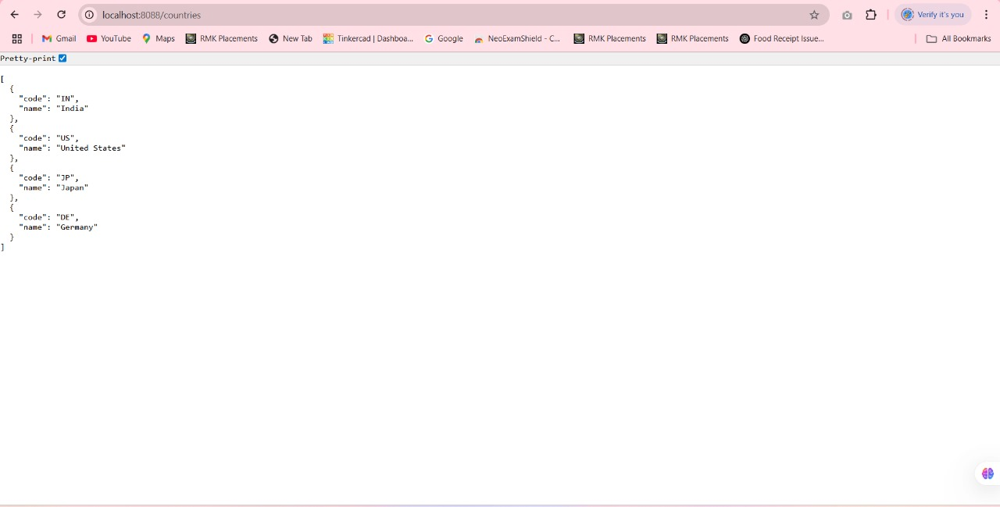 localhost:8088/countries
Verify it's you
Gmail YouTube Maps RMK Placements New Tab Tinkercad | Dashboa... Google NeoExamShield - C... RMK Placements RMK Placements Food Receipt Issue... All Bookmarks
Pretty-print
[
  {
    "code": "IN",
    "name": "India"
  },
  {
    "code": "US",
    "name": "United States"
  },
  {
    "code": "JP",
    "name": "Japan"
  },
  {
    "code": "DE",
    "name": "Germany"
  }
]